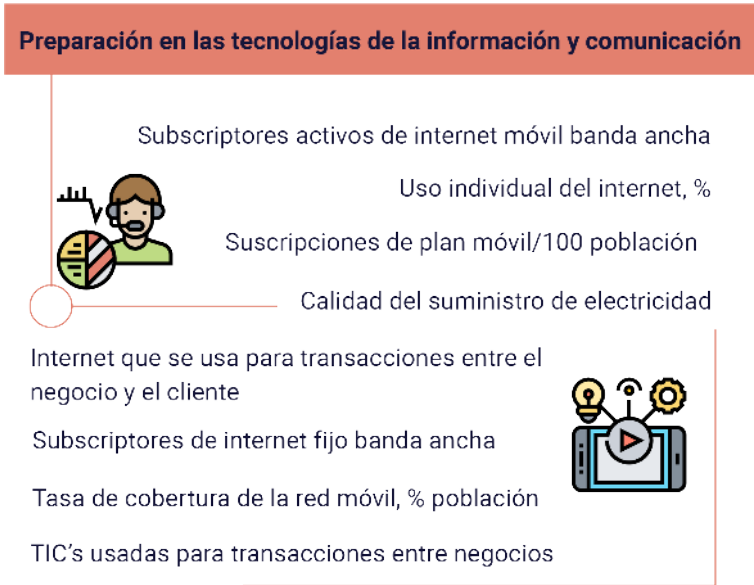 Preparación en las tecnologías de la información y comunicación
Subscriptores activos de internet móvil banda ancha
Uso individual del internet, %
Suscripciones de plan móvil/100 población
Calidad del suministro de electricidad
Internet que se usa para transacciones entre el
negocio y el cliente
Subscriptores de internet fijo banda ancha
Tasa de cobertura de la red móvil, % población
TIC’s usadas para transacciones entre negocios